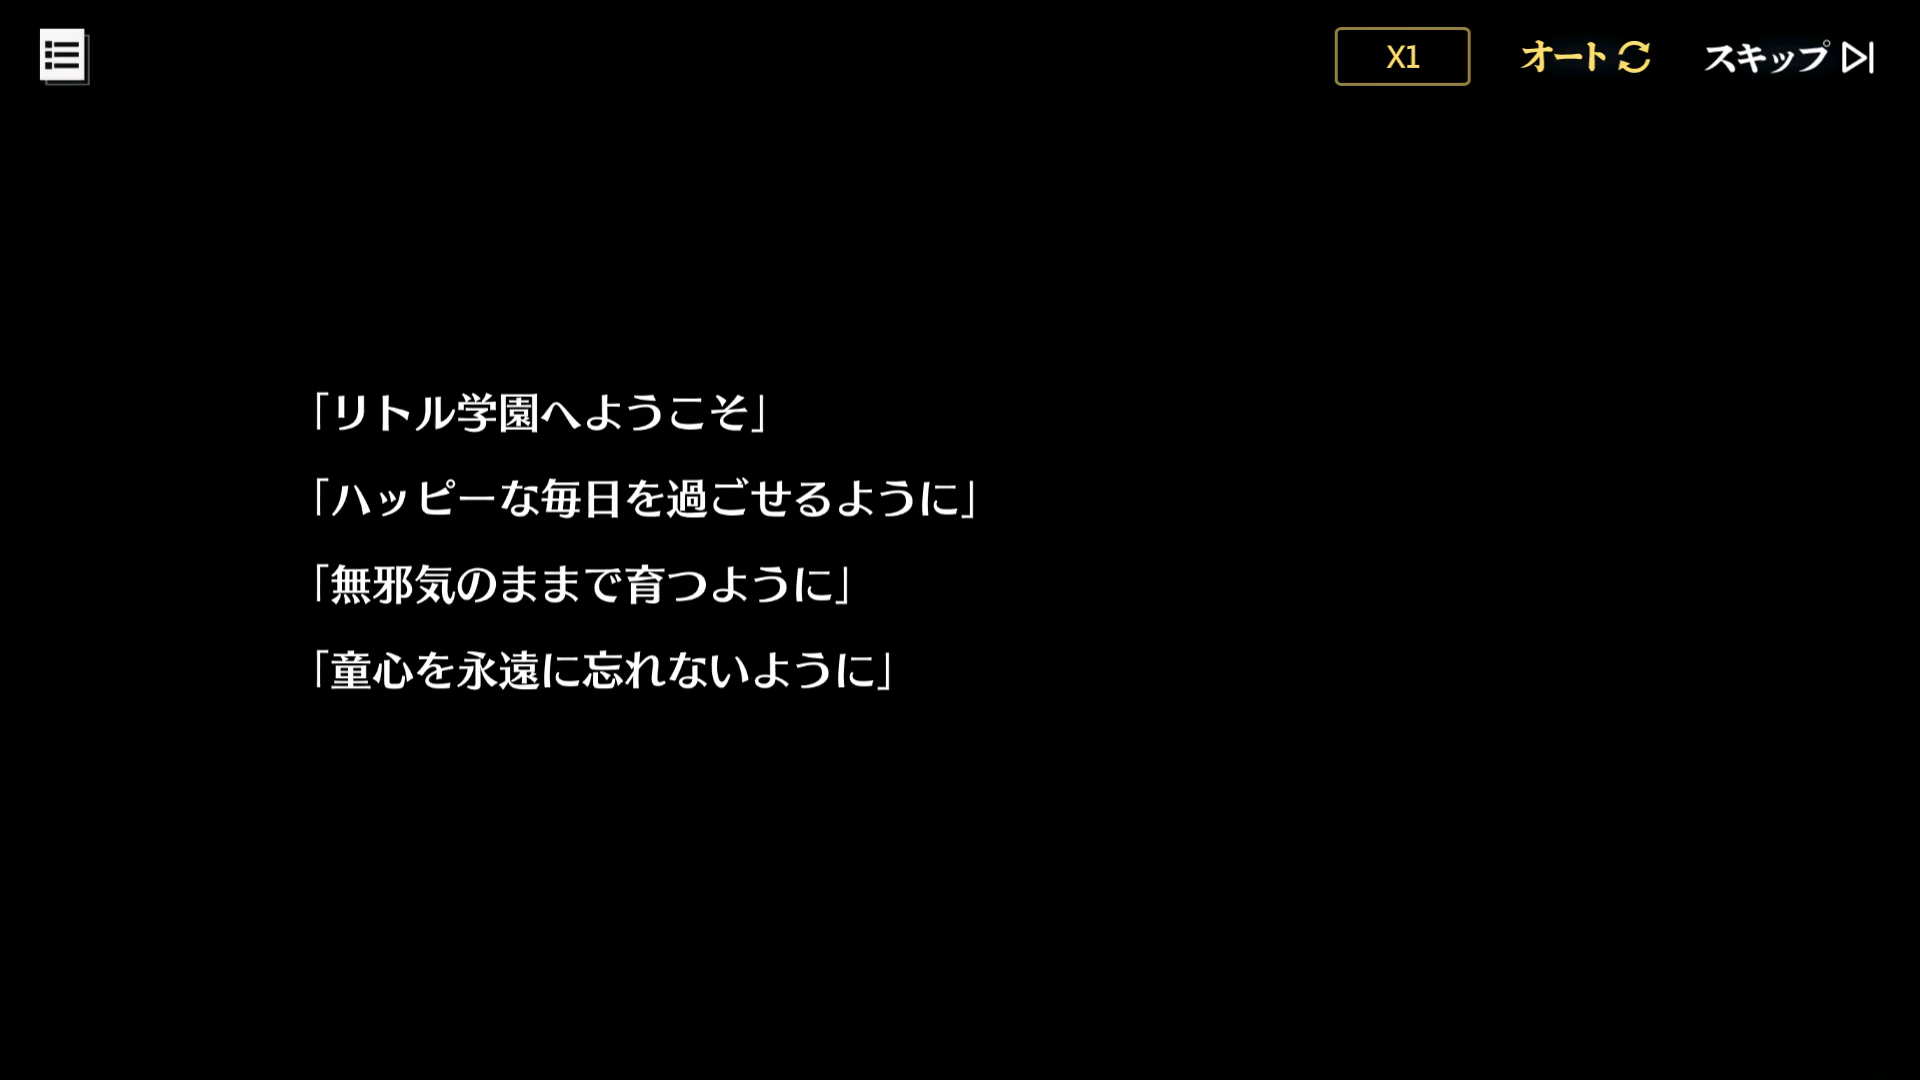 X1 オート スキップ
「リトル学園へようこそ」
「ハッピーな毎日を過ごせるように」
「無邪気のままで育つように」
「童心を永遠に忘れないように」